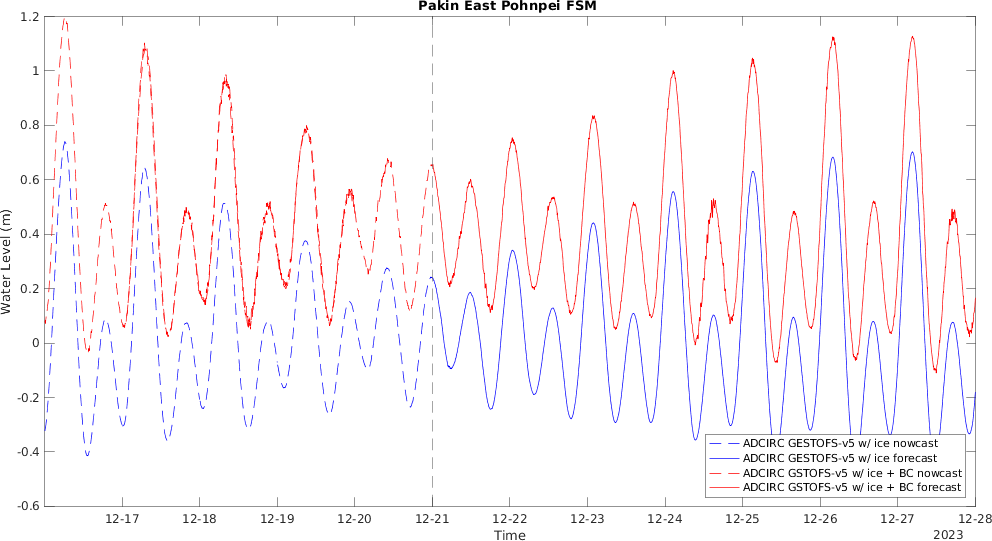 Pakin East Pohnpei FSM
Water Level (m)
1.2
1
0.8
0.6
0.4
0.2
0
-0.2
-0.4
-0.6
ADCIRC GESTOFS-v5 w/ ice nowcast
ADCIRC GESTOFS-v5 w/ ice forecast
ADCIRC GSTOFS-v5 w/ ice + BC nowcast
ADCIRC GSTOFS-v5 w/ ice + BC forecast
12-17 12-18 12-19 12-20 12-21 12-22 12-23 12-24 12-25 12-26 12-27 12-28
Time
2023